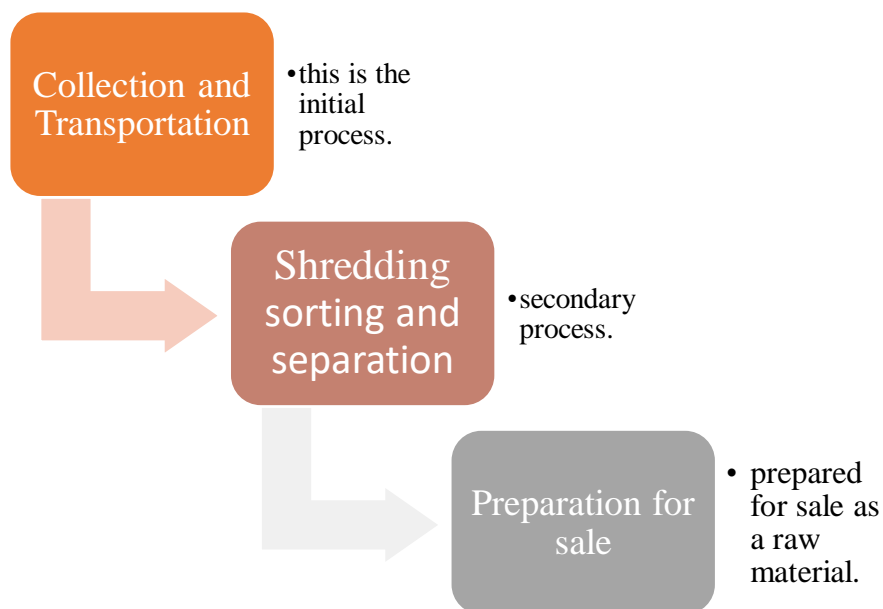 Collection and
Transportation
•this is the
initial
process.
Shredding
sorting and
separation
•secondary
process.
Preparation for
sale
• prepared
for sale as
a raw
material.